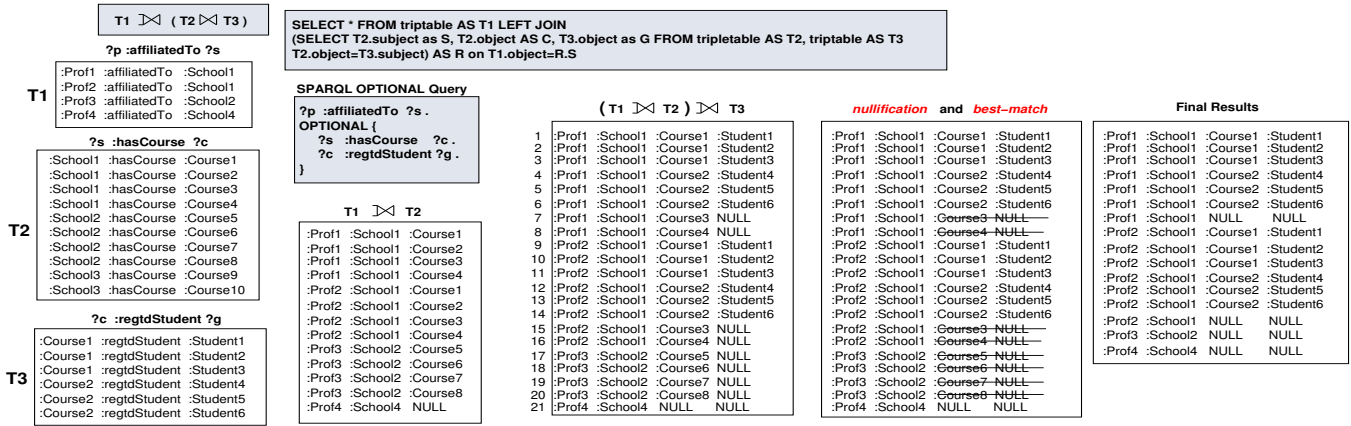 T1 ⟕ ( T2 ⋈ T3 )
SELECT * FROM triptable AS T1 LEFT JOIN
(SELECT T2.subject as S, T2.object AS C, T3.object as G FROM tripletable AS T2, triptable AS T3
T2.object=T3.subject) AS R on T1.object=R.S
?p :affiliatedTo ?s
T1
:Prof1 :affiliatedTo :School1
:Prof2 :affiliatedTo :School1
:Prof3 :affiliatedTo :School2
:Prof4 :affiliatedTo :School4
?s :hasCourse ?c
T2
:School1 :hasCourse :Course1
:School1 :hasCourse :Course2
:School1 :hasCourse :Course3
:School1 :hasCourse :Course4
:School2 :hasCourse :Course5
:School2 :hasCourse :Course6
:School2 :hasCourse :Course7
:School2 :hasCourse :Course8
:School3 :hasCourse :Course9
:School3 :hasCourse :Course10
?c :regtdStudent ?g
T3
:Course1 :regtdStudent :Student1
:Course1 :regtdStudent :Student2
:Course1 :regtdStudent :Student3
:Course2 :regtdStudent :Student4
:Course2 :regtdStudent :Student5
:Course2 :regtdStudent :Student6
SPARQL OPTIONAL Query
?p :affiliatedTo ?s .
OPTIONAL {
?s :hasCourse ?c .
?c :regtdStudent ?g .
}
T1 ⟕ T2
:Prof1 :School1 :Course1
:Prof1 :School1 :Course2
:Prof1 :School1 :Course3
:Prof1 :School1 :Course4
:Prof2 :School1 :Course1
:Prof2 :School1 :Course2
:Prof2 :School1 :Course3
:Prof2 :School1 :Course4
:Prof3 :School2 :Course5
:Prof3 :School2 :Course6
:Prof3 :School2 :Course7
:Prof3 :School2 :Course8
:Prof4 :School4 NULL
( T1 ⟕ T2 ) ⟕ T3
1 :Prof1 :School1 :Course1 :Student1
2 :Prof1 :School1 :Course1 :Student2
3 :Prof1 :School1 :Course1 :Student3
4 :Prof1 :School1 :Course2 :Student4
5 :Prof1 :School1 :Course2 :Student5
6 :Prof1 :School1 :Course2 :Student6
7 :Prof1 :School1 :Course3 NULL
8 :Prof1 :School1 :Course4 NULL
9 :Prof2 :School1 :Course1 :Student1
10 :Prof2 :School1 :Course1 :Student2
11 :Prof2 :School1 :Course1 :Student3
12 :Prof2 :School1 :Course2 :Student4
13 :Prof2 :School1 :Course2 :Student5
14 :Prof2 :School1 :Course2 :Student6
15 :Prof2 :School1 :Course3 NULL
16 :Prof2 :School1 :Course4 NULL
17 :Prof3 :School2 :Course5 NULL
18 :Prof3 :School2 :Course6 NULL
19 :Prof3 :School2 :Course7 NULL
20 :Prof3 :School2 :Course8 NULL
21 :Prof4 :School4 NULL NULL
nullification and best–match
:Prof1 :School1 :Course1 :Student1
:Prof1 :School1 :Course1 :Student2
:Prof1 :School1 :Course1 :Student3
:Prof1 :School1 :Course2 :Student4
:Prof1 :School1 :Course2 :Student5
:Prof1 :School1 :Course2 :Student6
:Prof1 :School1 :Course3 NULL
:Prof1 :School1 :Course4 NULL
:Prof2 :School1 :Course1 :Student1
:Prof2 :School1 :Course1 :Student2
:Prof2 :School1 :Course1 :Student3
:Prof2 :School1 :Course2 :Student4
:Prof2 :School1 :Course2 :Student5
:Prof2 :School1 :Course2 :Student6
:Prof2 :School1 :Course3 NULL
:Prof2 :School1 :Course4 NULL
:Prof3 :School2 :Course5 NULL
:Prof3 :School2 :Course6 NULL
:Prof3 :School2 :Course7 NULL
:Prof3 :School2 :Course8 NULL
:Prof4 :School4 NULL NULL
Final Results
:Prof1 :School1 :Course1 :Student1
:Prof1 :School1 :Course1 :Student2
:Prof1 :School1 :Course1 :Student3
:Prof1 :School1 :Course2 :Student4
:Prof1 :School1 :Course2 :Student5
:Prof1 :School1 :Course2 :Student6
:Prof1 :School1 NULL NULL
:Prof2 :School1 :Course1 :Student1
:Prof2 :School1 :Course1 :Student2
:Prof2 :School1 :Course1 :Student3
:Prof2 :School1 :Course2 :Student4
:Prof2 :School1 :Course2 :Student5
:Prof2 :School1 :Course2 :Student6
:Prof2 :School1 NULL NULL
:Prof3 :School2 NULL NULL
:Prof4 :School4 NULL NULL